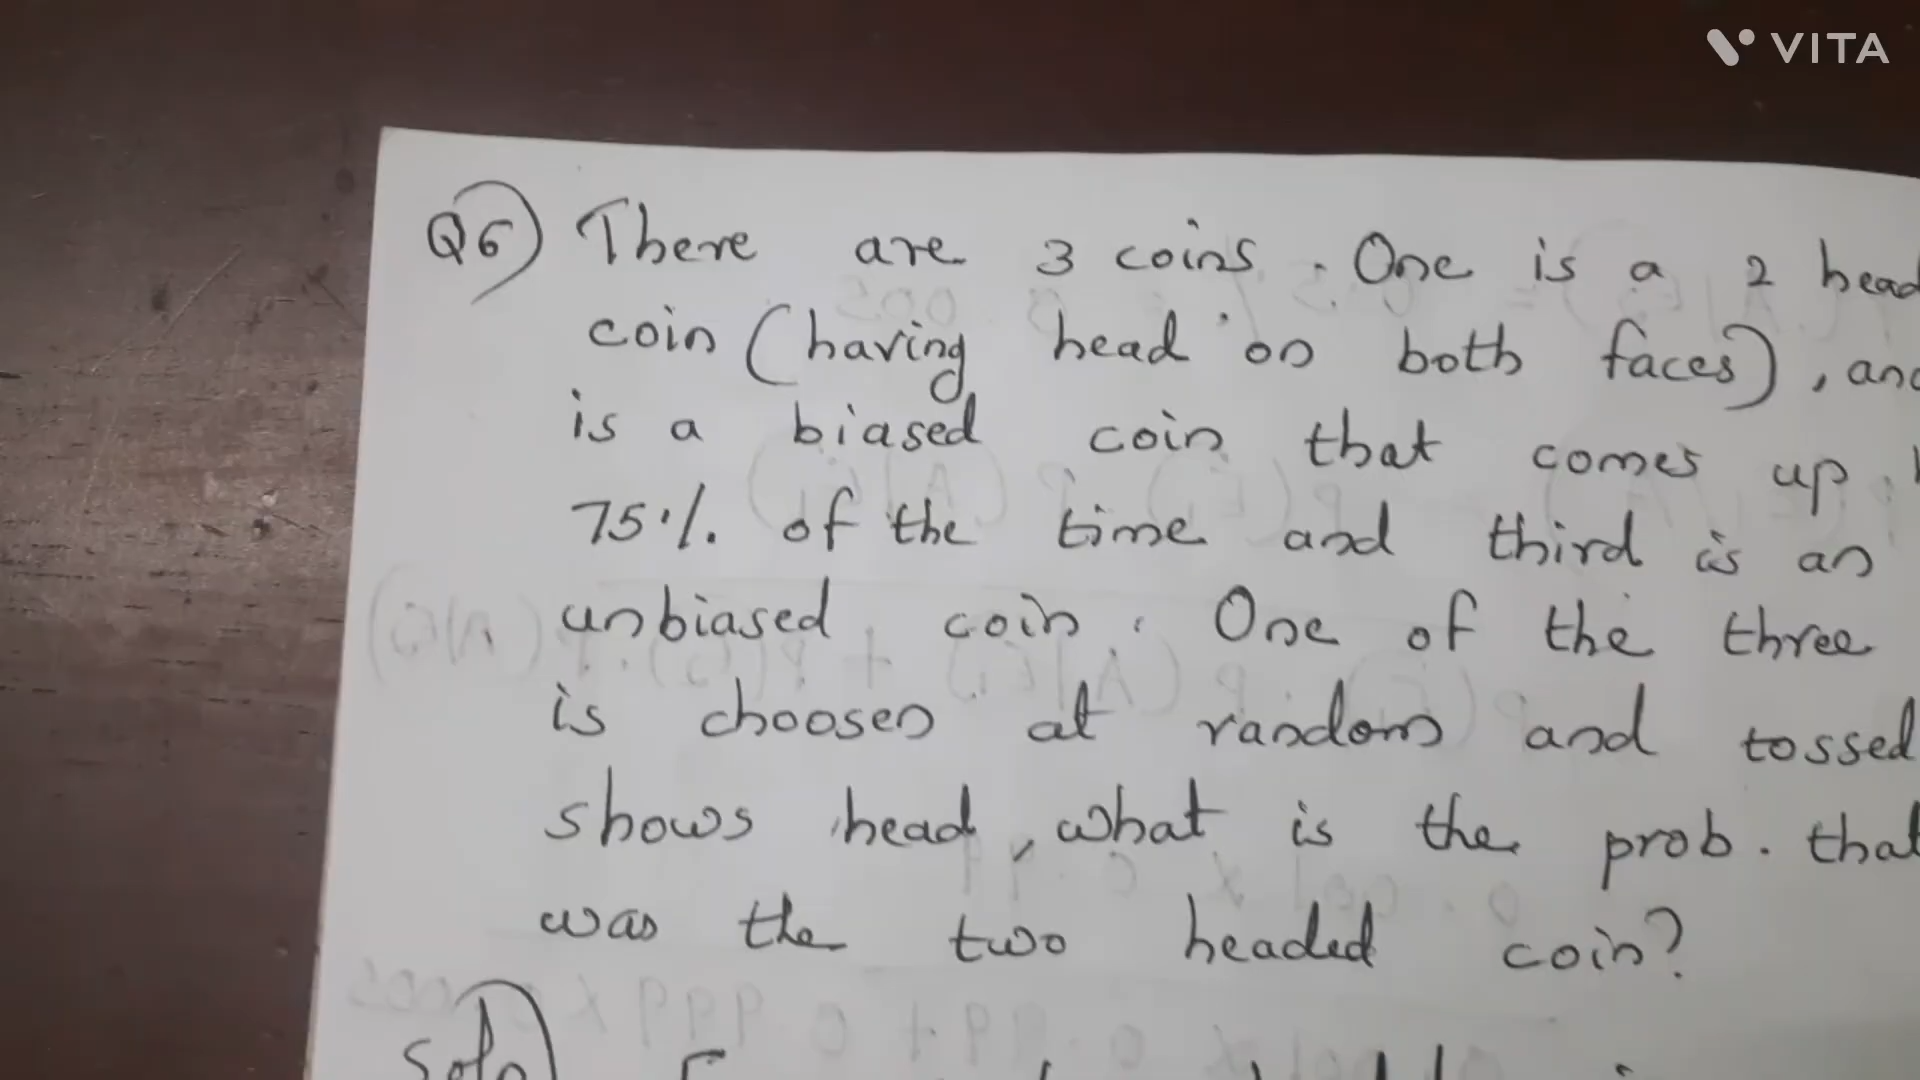 VITA
Q6) There are 3 coins. One is a 2 head
coin (having head on both faces), ano
is a biased coin that comes up h
75% of the time and third is an
unbiased coin. One of the three
is choosen at random and tossed
shows head, what is the prob. that
was the two headed coin?
Soln)